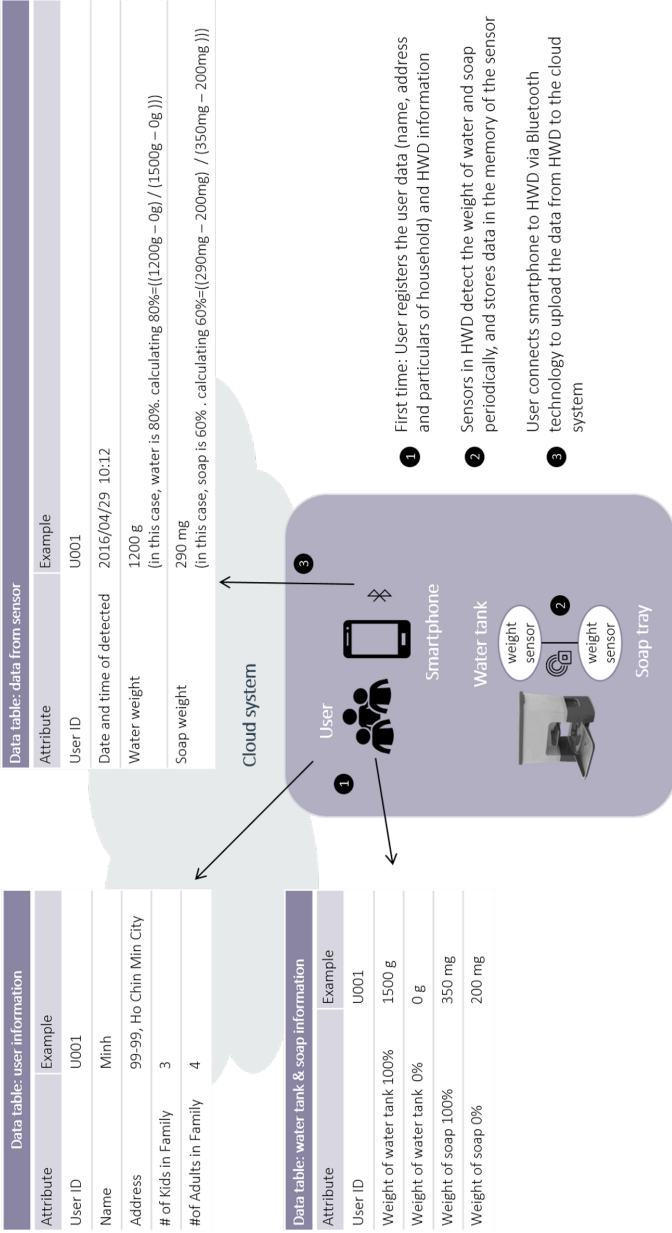 Data table: user information
Attribute Example
User ID U001
Name Minh
Address 99-99, Ho Chin Min City
# of Kids in Family 3
#of Adults in Family 4
Data table: data from sensor
Attribute Example
User ID U001
Date and time of detected 2016/04/29 10:12
Water weight 1200 g
(in this case, water is 80%. calculating 80%=((1200g – 0g) / (1500g – 0g )))
Soap weight 290 mg
(in this case, soap is 60% . calculating 60%=((290mg – 200mg) / (350mg – 200mg )))
Cloud system
Data table: water tank & soap information
Attribute Example
User ID U001
Weight of water tank 100% 1500 g
Weight of water tank 0% 0 g
Weight of soap 100% 350 mg
Weight of soap 0% 200 mg
1
User
3
Smartphone
Water tank
weight
sensor
2
weight
sensor
Soap tray
1 First time: User registers the user data (name, address
and particulars of household) and HWD information
2 Sensors in HWD detect the weight of water and soap
periodically, and stores data in the memory of the sensor
3 User connects smartphone to HWD via Bluetooth
technology to upload the data from HWD to the cloud
system